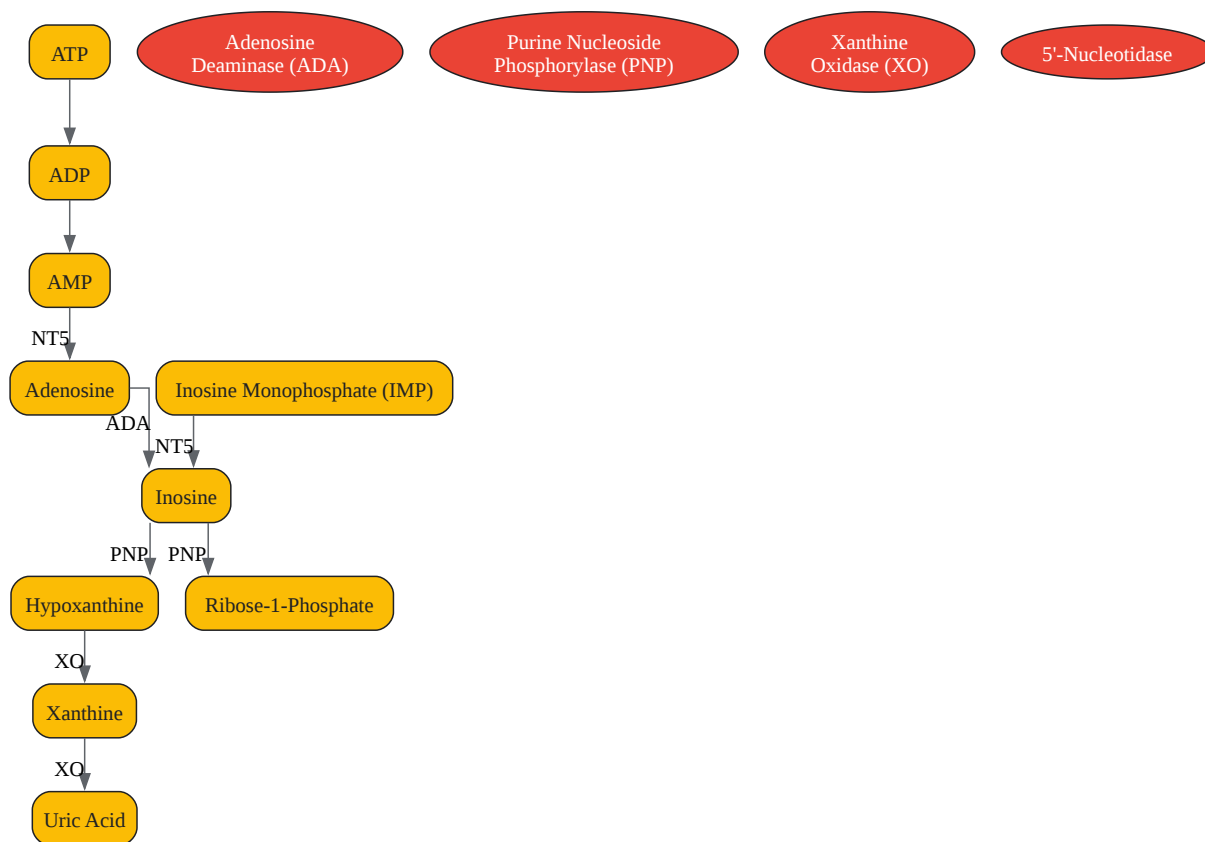 ATP
Adenosine
Deaminase (ADA)
Purine Nucleoside
Phosphorylase (PNP)
Xanthine
Oxidase (XO)
5'-Nucleotidase
ADP
AMP
NT5
Adenosine
Inosine Monophosphate (IMP)
ADA
NT5
Inosine
PNP
PNP
Hypoxanthine
Ribose-1-Phosphate
XO
Xanthine
XO
Uric Acid